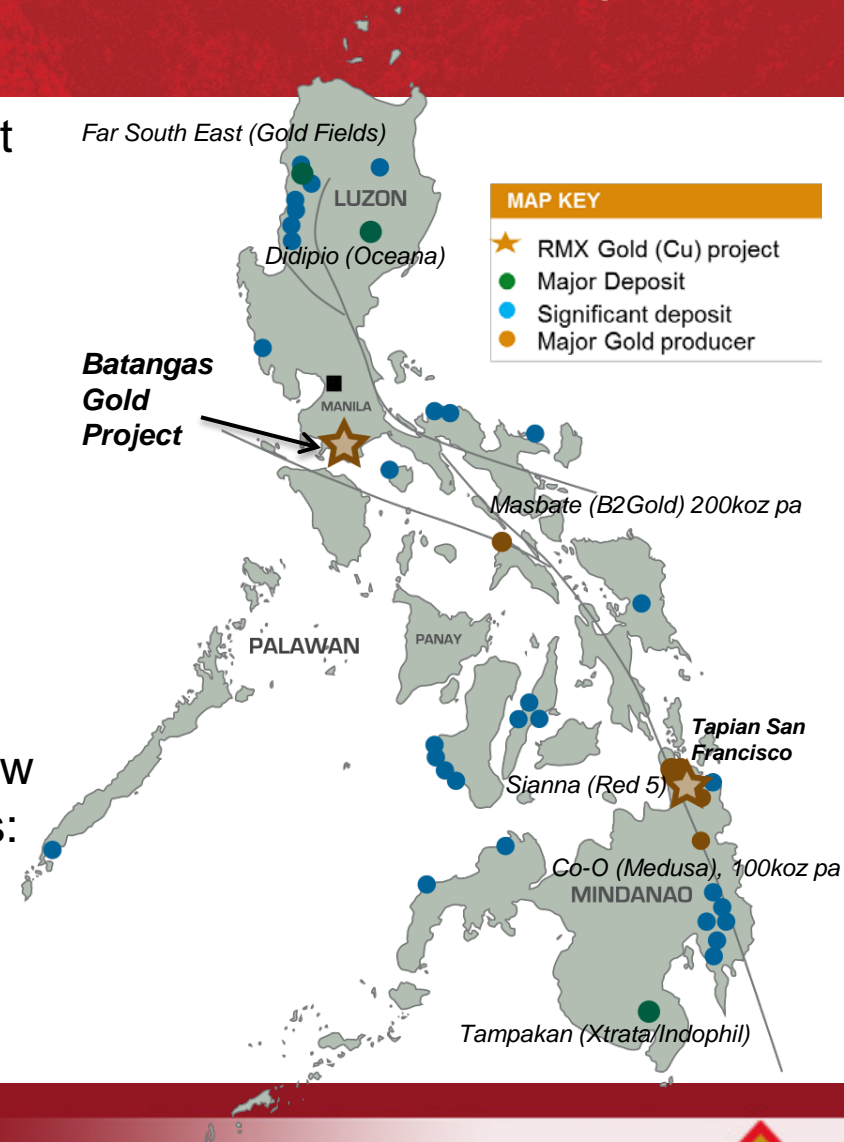 t
Far South East (Gold Fields)
LUZON
MAP KEY
RMX Gold (Cu) project
Major Deposit
Significant deposit
Major Gold producer
Didipio (Oceana)
Batangas
Gold
Project
MANILA
Masbate (B2Gold) 200koz pa
PALAWAN
PANAY
Tapian San
Francisco
w
Sianna (Red 5)
s:
Co-O (Medusa), 100koz pa
MINDANAO
Tampakan (Xtrata/Indophil)